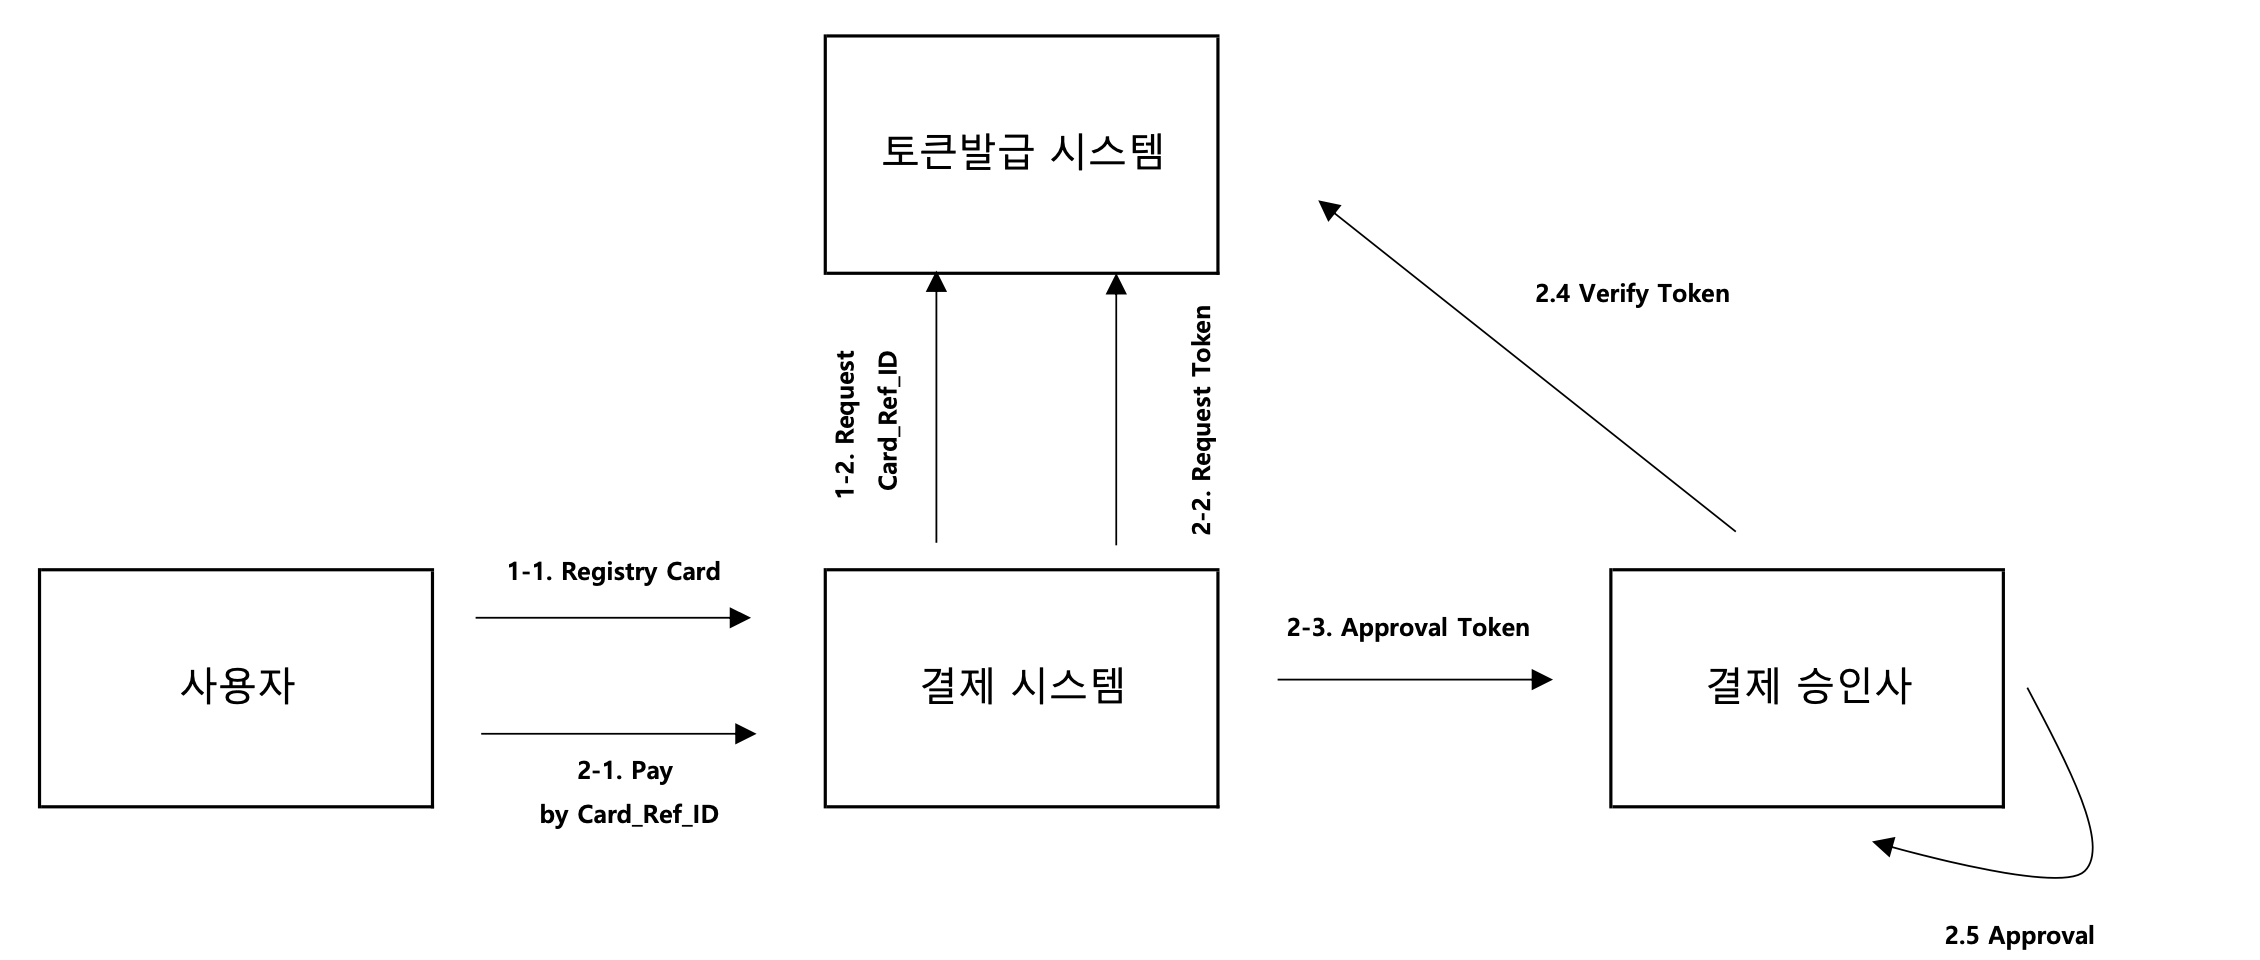 토큰발급 시스템
2.4 Verify Token
1-2. Request
Card_Ref_ID
2-2. Request Token
1-1. Registry Card
2-3. Approval Token
사용자
결제 시스템
결제 승인사
2-1. Pay
by Card_Ref_ID
2.5 Approval